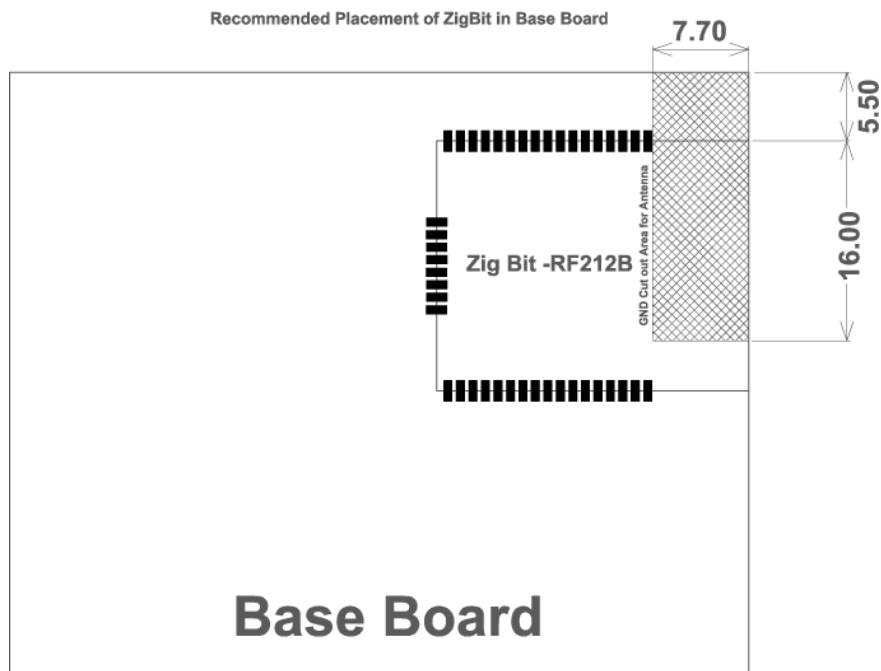 Recommended Placement of ZigBit in Base Board
7.70
5.50
16.00
GND Cut out Area for Antenna
Zig Bit -RF212B
Base Board